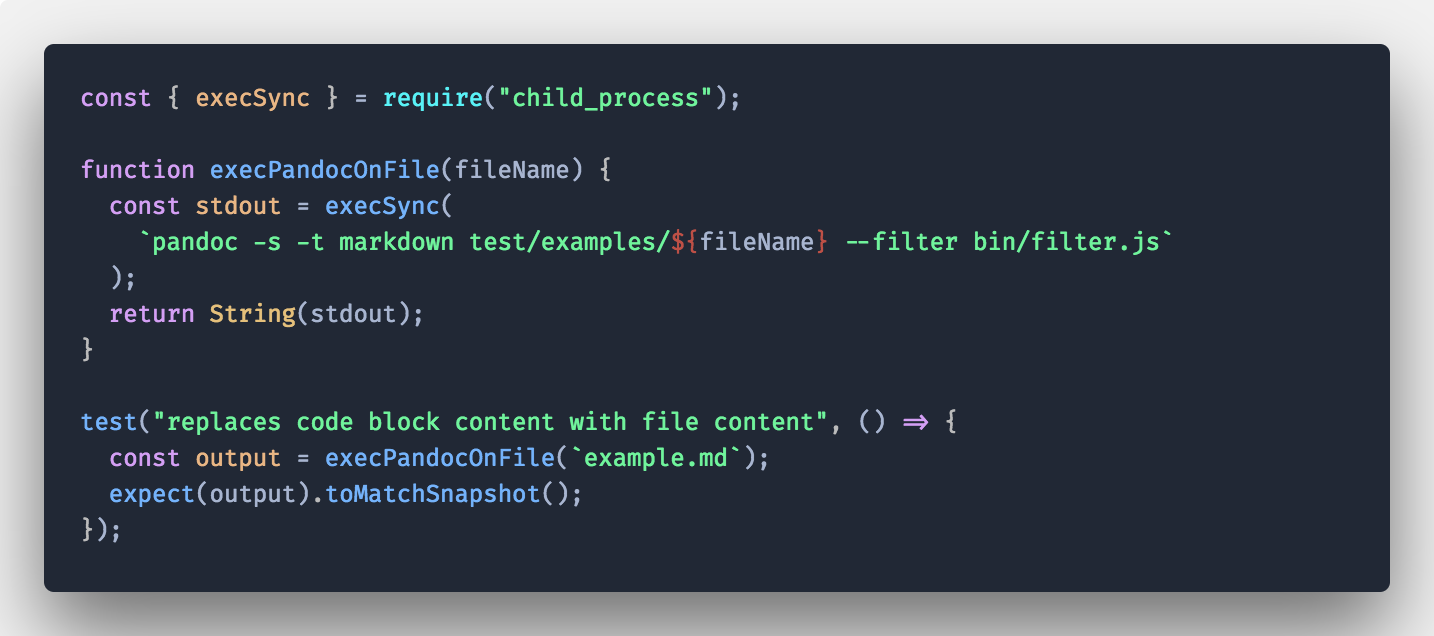 const { execSync } = require("child_process");

function execPandocOnFile(fileName) {
  const stdout = execSync(
    `pandoc -s -t markdown test/examples/${fileName} --filter bin/filter.js`
  );
  return String(stdout);
}

test("replaces code block content with file content", () => {
  const output = execPandocOnFile(`example.md`);
  expect(output).toMatchSnapshot();
});